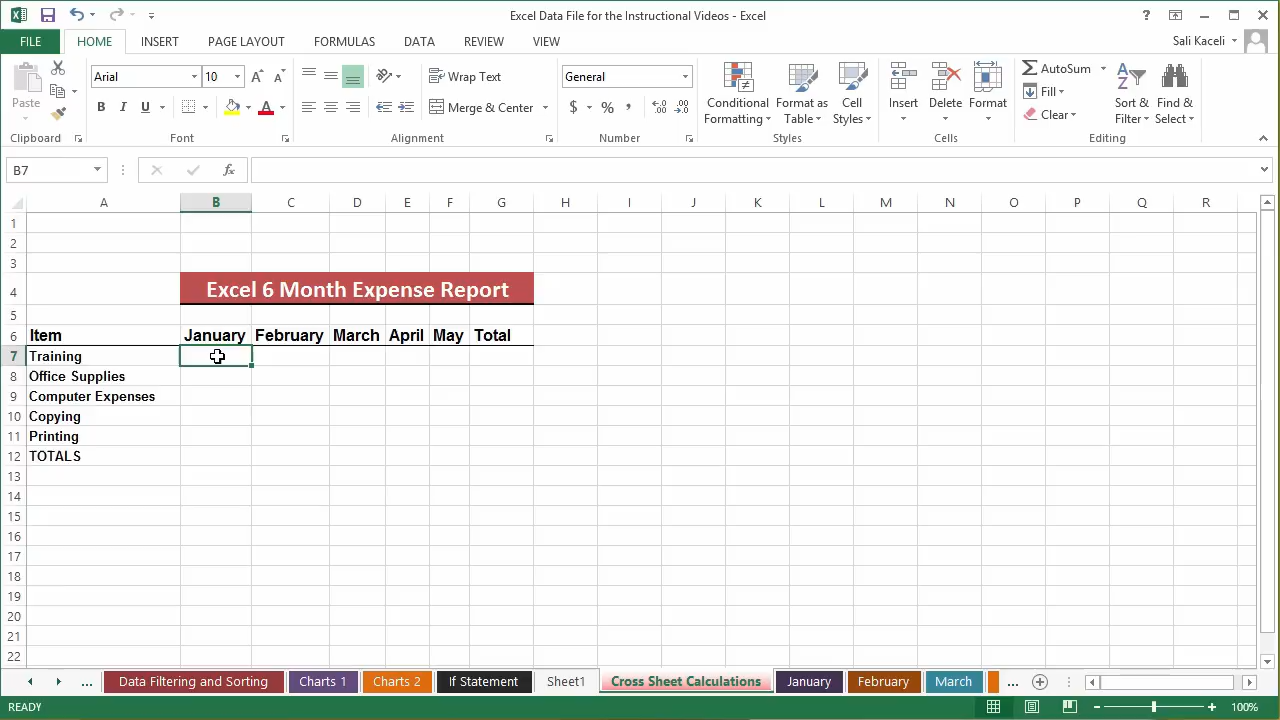 Excel Data File for the Instructional Videos - Excel
?
FILE HOME INSERT PAGE LAYOUT FORMULAS DATA REVIEW VIEW Sali Kaceli
Paste
Arial 10 A A
B I U A
Wrap Text
Merge & Center
General
$ % , .00 .00
Conditional Formatting
Format as Table
Cell Styles
Insert Delete Format
AutoSum
Fill
Clear
Sort & Filter
Find & Select
Clipboard Font Alignment Number Styles Cells Editing
B7 fx
A B C D E F G H I J K L M N O P Q R
1
2
3
4 Excel 6 Month Expense Report
5
6 Item January February March April May Total
7 Training
8 Office Supplies
9 Computer Expenses
10 Copying
11 Printing
12 TOTALS
13
14
15
16
17
18
19
20
21
22
... Data Filtering and Sorting Charts 1 Charts 2 If Statement Sheet1 Cross Sheet Calculations January February March ...
READY 100%